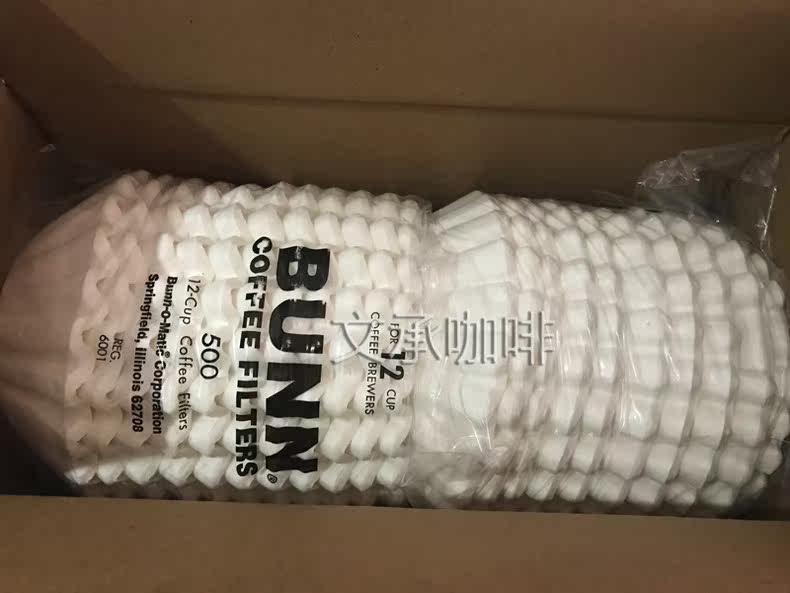 FOR 12 CUP
COFFEE BREWERS
BUNN®
COFFEE FILTERS
500
12-Cup Coffee Filters
Bunn-O-Matic® Corporation
Springfield, Illinois 62708
REG.
6001
文承咖啡